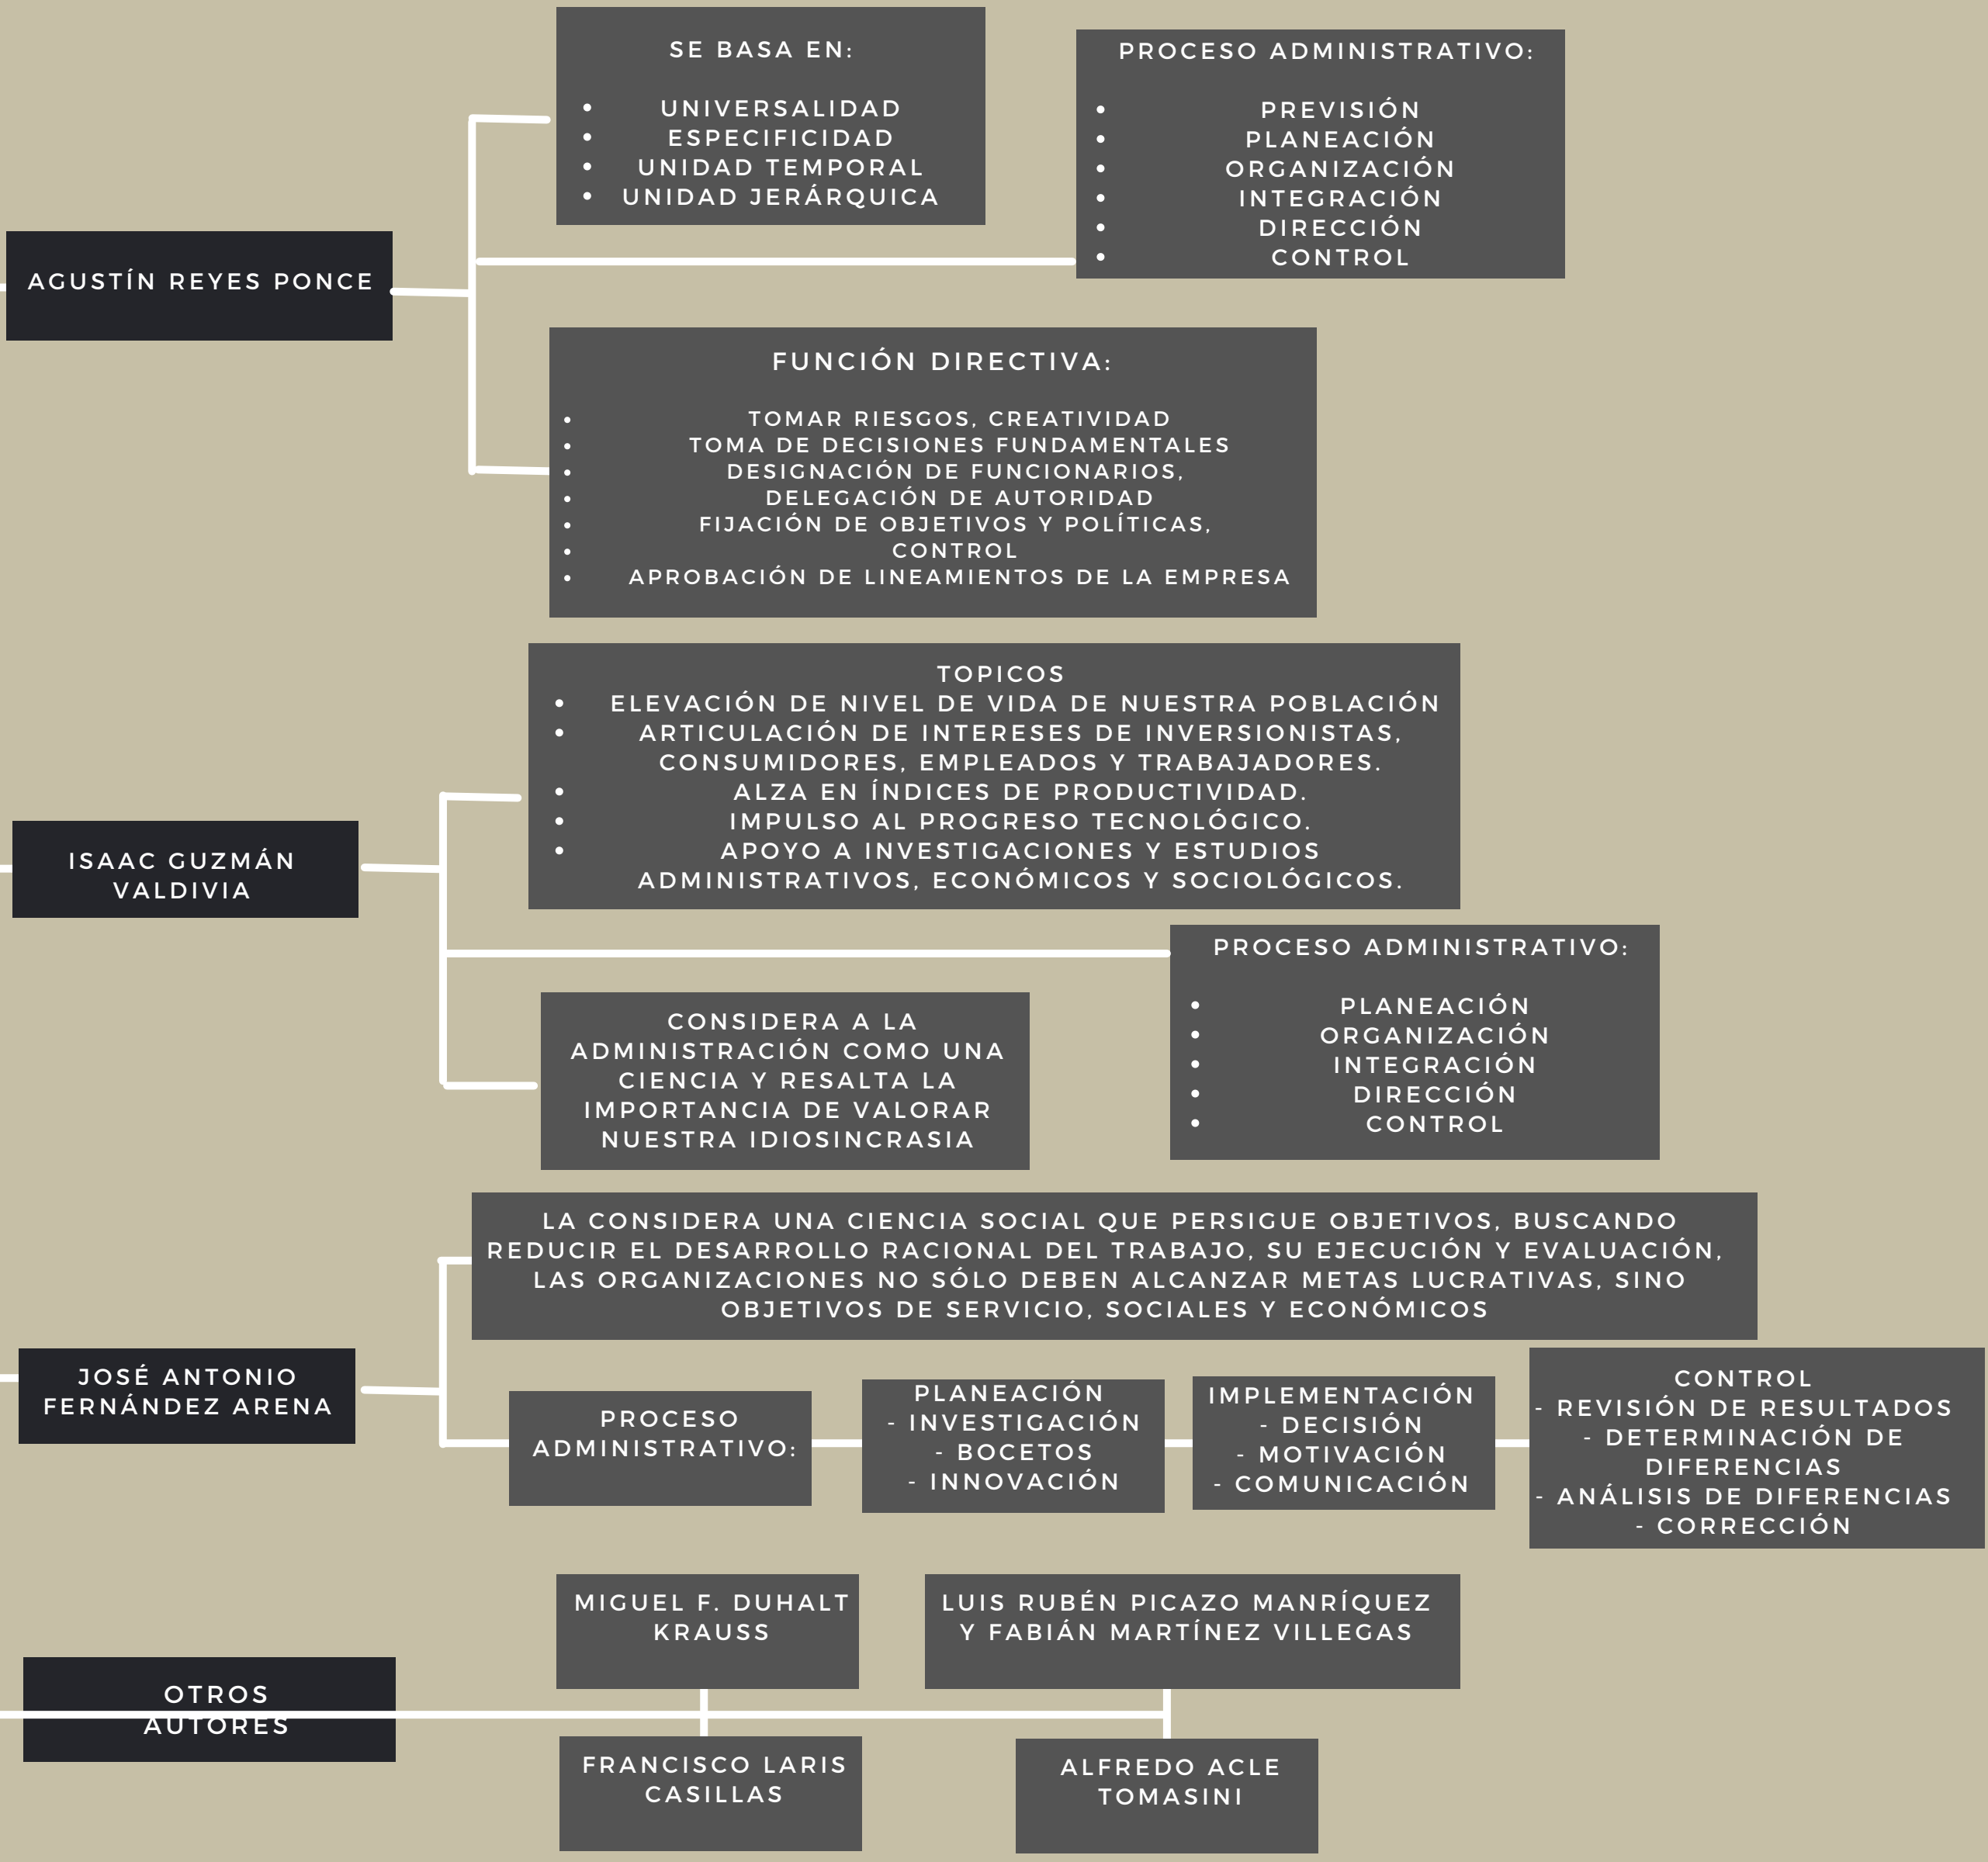 AGUSTÍN REYES PONCE
SE BASA EN:
• UNIVERSALIDAD
• ESPECIFICIDAD
• UNIDAD TEMPORAL
• UNIDAD JERÁRQUICA
PROCESO ADMINISTRATIVO:
• PREVISIÓN
• PLANEACIÓN
• ORGANIZACIÓN
• INTEGRACIÓN
• DIRECCIÓN
• CONTROL
FUNCIÓN DIRECTIVA:
• TOMAR RIESGOS, CREATIVIDAD
• TOMA DE DECISIONES FUNDAMENTALES
• DESIGNACIÓN DE FUNCIONARIOS,
• DELEGACIÓN DE AUTORIDAD
• FIJACIÓN DE OBJETIVOS Y POLÍTICAS,
• CONTROL
• APROBACIÓN DE LINEAMIENTOS DE LA EMPRESA
ISAAC GUZMÁN
VALDIVIA
TOPICOS
• ELEVACIÓN DE NIVEL DE VIDA DE NUESTRA POBLACIÓN
• ARTICULACIÓN DE INTERESES DE INVERSIONISTAS,
CONSUMIDORES, EMPLEADOS Y TRABAJADORES.
• ALZA EN ÍNDICES DE PRODUCTIVIDAD.
• IMPULSO AL PROGRESO TECNOLÓGICO.
• APOYO A INVESTIGACIONES Y ESTUDIOS
ADMINISTRATIVOS, ECONÓMICOS Y SOCIOLÓGICOS.
PROCESO ADMINISTRATIVO:
• PLANEACIÓN
• ORGANIZACIÓN
• INTEGRACIÓN
• DIRECCIÓN
• CONTROL
CONSIDERA A LA
ADMINISTRACIÓN COMO UNA
CIENCIA Y RESALTA LA
IMPORTANCIA DE VALORAR
NUESTRA IDIOSINCRASIA
JOSÉ ANTONIO
FERNÁNDEZ ARENA
LA CONSIDERA UNA CIENCIA SOCIAL QUE PERSIGUE OBJETIVOS, BUSCANDO
REDUCIR EL DESARROLLO RACIONAL DEL TRABAJO, SU EJECUCIÓN Y EVALUACIÓN,
LAS ORGANIZACIONES NO SÓLO DEBEN ALCANZAR METAS LUCRATIVAS, SINO
OBJETIVOS DE SERVICIO, SOCIALES Y ECONÓMICOS
PROCESO
ADMINISTRATIVO:
PLANEACIÓN
- INVESTIGACIÓN
- BOCETOS
- INNOVACIÓN
IMPLEMENTACIÓN
- DECISIÓN
- MOTIVACIÓN
- COMUNICACIÓN
CONTROL
- REVISIÓN DE RESULTADOS
- DETERMINACIÓN DE
DIFERENCIAS
- ANÁLISIS DE DIFERENCIAS
- CORRECCIÓN
OTROS
AUTORES
MIGUEL F. DUHALT
KRAUSS
LUIS RUBÉN PICAZO MANRÍQUEZ
Y FABIÁN MARTÍNEZ VILLEGAS
FRANCISCO LARIS
CASILLAS
ALFREDO ACLE
TOMASINI